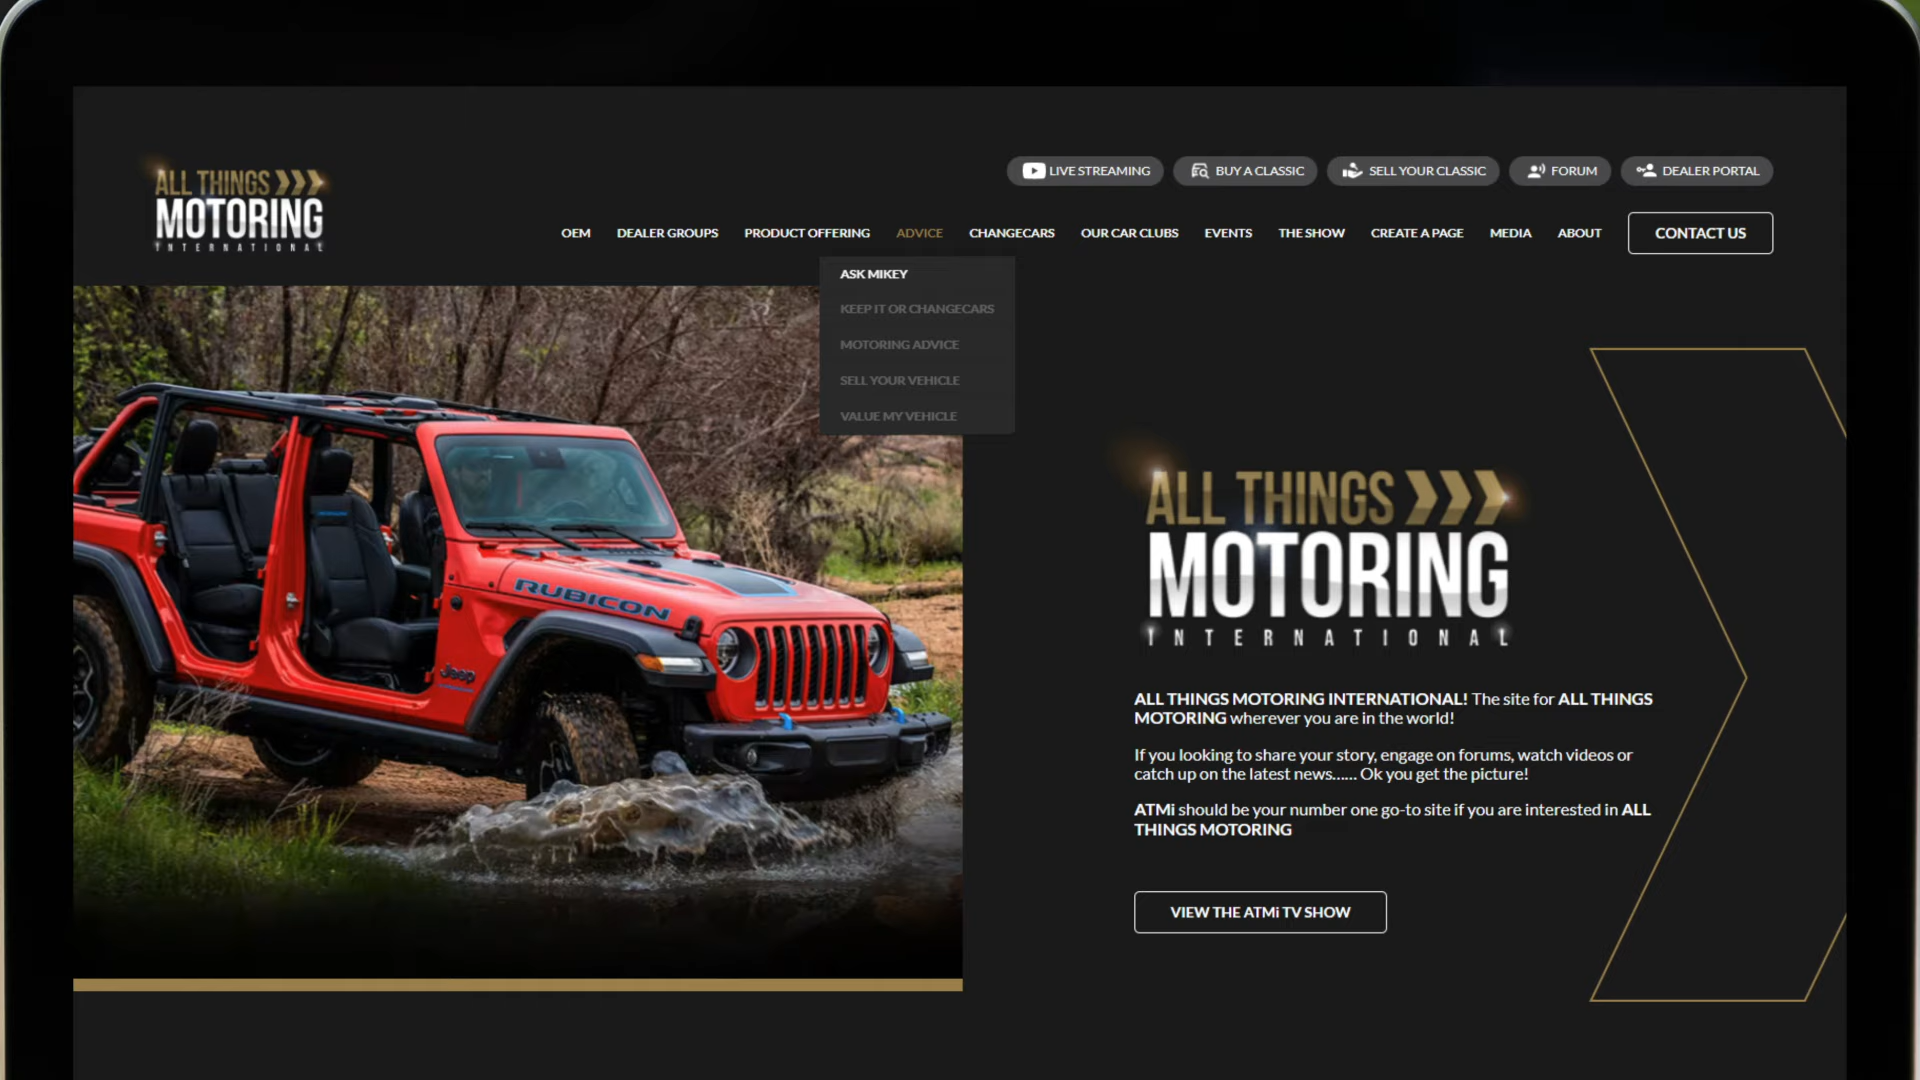 ALL THINGS
MOTORING
INTERNATIONAL
LIVE STREAMING
BUY A CLASSIC
SELL YOUR CLASSIC
FORUM
DEALER PORTAL
OEM
DEALER GROUPS
PRODUCT OFFERING
ADVICE
CHANGECARS
OUR CAR CLUBS
EVENTS
THE SHOW
CREATE A PAGE
MEDIA
ABOUT
CONTACT US
ASK MIKEY
KEEP IT OR CHANGECARS
MOTORING ADVICE
SELL YOUR VEHICLE
VALUE MY VEHICLE
RUBICON
Jeep
ALL THINGS
MOTORING
INTERNATIONAL
ALL THINGS MOTORING INTERNATIONAL! The site for ALL THINGS
MOTORING wherever you are in the world!
If you looking to share your story, engage on forums, watch videos or
catch up on the latest news...... Ok you get the picture!
ATMi should be your number one go-to site if you are interested in ALL
THINGS MOTORING
VIEW THE ATMi TV SHOW